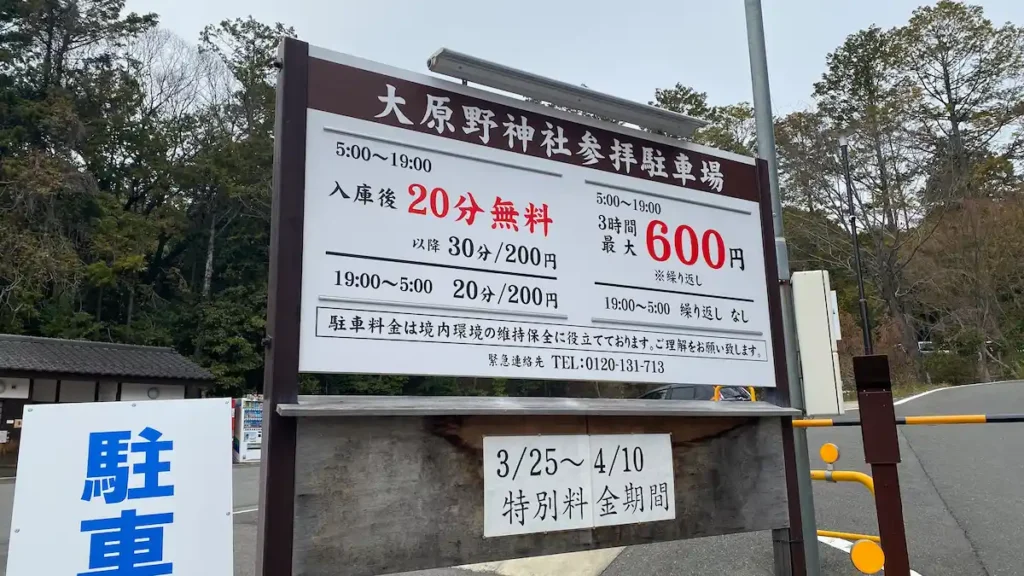 大原野神社参拝駐車場
5:00〜19:00
入庫後 20分無料
以降 30分/200円
19:00〜5:00 20分/200円
5:00〜19:00
3時間
最大 600円
※繰り返し
19:00〜5:00 繰り返し なし
駐車料金は境内環境の維持保全に役立てております。ご理解をお願い致します。
緊急連絡先 TEL:0120-131-713
3/25〜4/10
特別料金期間
駐
車